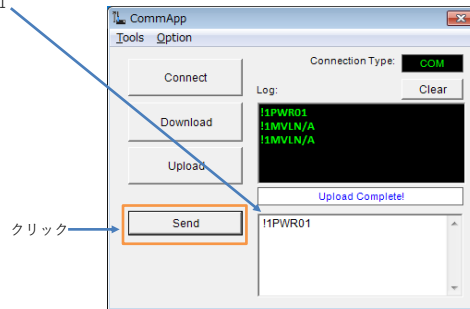 CommApp
Tools Option
Connection Type: COM
Connect
Log: Clear
!1PWR01
!1MVLN/A
!1MVLN/A
Download
Upload
Upload Complete!
クリック
Send
!1PWR01